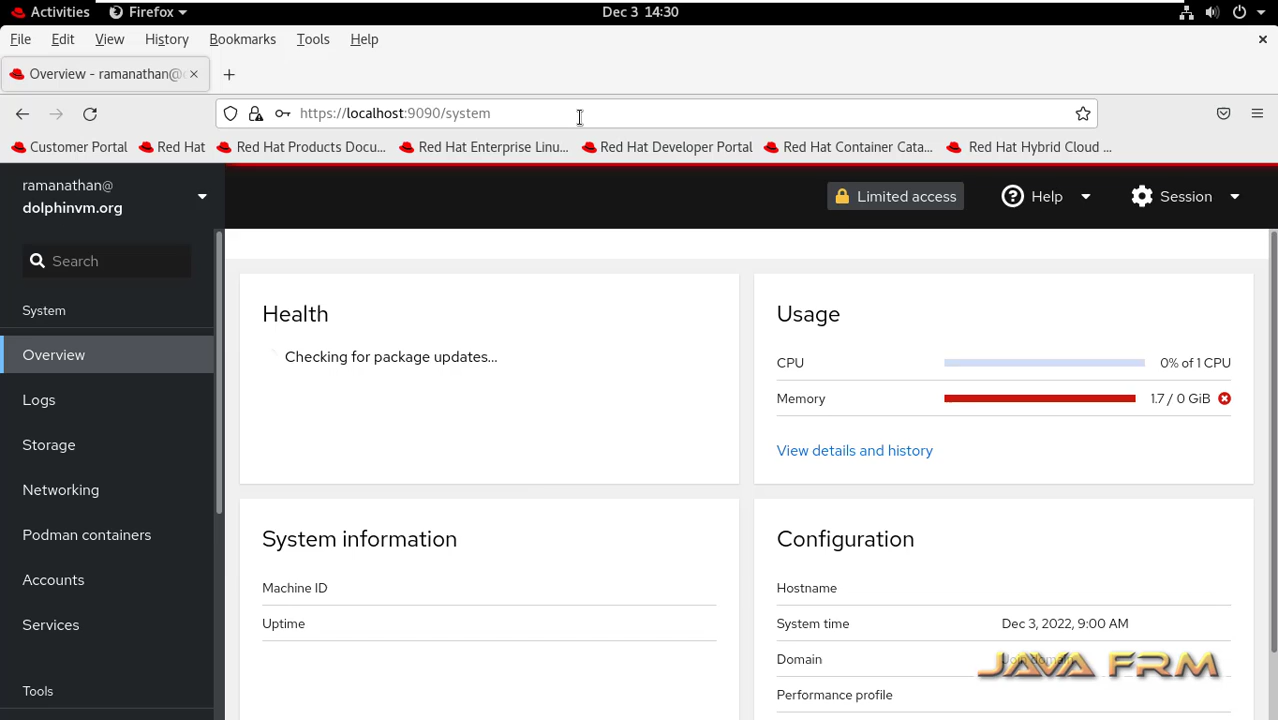 Activities Firefox Dec 3 14:30
File Edit View History Bookmarks Tools Help
Overview - ramanathan@
https://localhost:9090/system
Customer Portal Red Hat Red Hat Products Docu... Red Hat Enterprise Linu... Red Hat Developer Portal Red Hat Container Cata... Red Hat Hybrid Cloud ...
ramanathan@
dolphinvm.org
Limited access Help Session
Search
System
Overview
Logs
Storage
Networking
Podman containers
Accounts
Services
Tools
Health
Checking for package updates...
Usage
CPU 0% of 1 CPU
Memory 1.7 / 0 GiB
View details and history
System information
Machine ID
Uptime
Configuration
Hostname
System time Dec 3, 2022, 9:00 AM
Domain Join domain
Performance profile
JAVA FRM